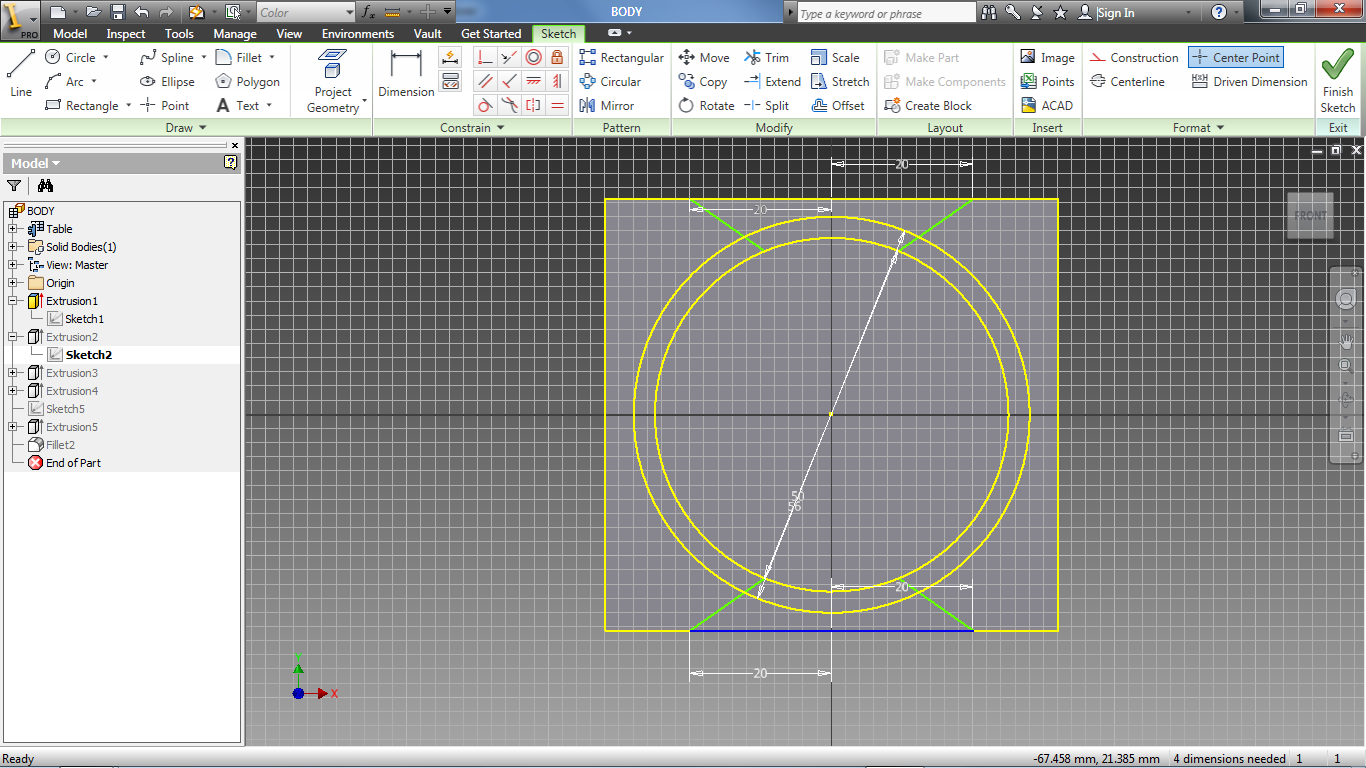 Color
BODY
Type a keyword or phrase
Sign In
PRO
Model Inspect Tools Manage View Environments Vault Get Started Sketch
Line
Circle
Arc
Rectangle
Spline
Ellipse
Point
Fillet
Polygon
Text
Project
Geometry
Dimension
Rectangular
Circular
Mirror
Move
Copy
Rotate
Trim
Extend
Split
Scale
Stretch
Offset
Make Part
Make Components
Create Block
Image
Points
ACAD
Construction
Centerline
Center Point
Driven Dimension
Finish
Sketch
Draw Constrain Pattern Modify Layout Insert Format Exit
Model
BODY
Table
Solid Bodies(1)
View: Master
Origin
Extrusion1
Sketch1
Extrusion2
Sketch2
Extrusion3
Extrusion4
Sketch5
Extrusion5
Fillet2
End of Part
20
20
FRONT
50
56
20
20
Y
X
Ready
-67.458 mm, 21.385 mm 4 dimensions needed 1 1